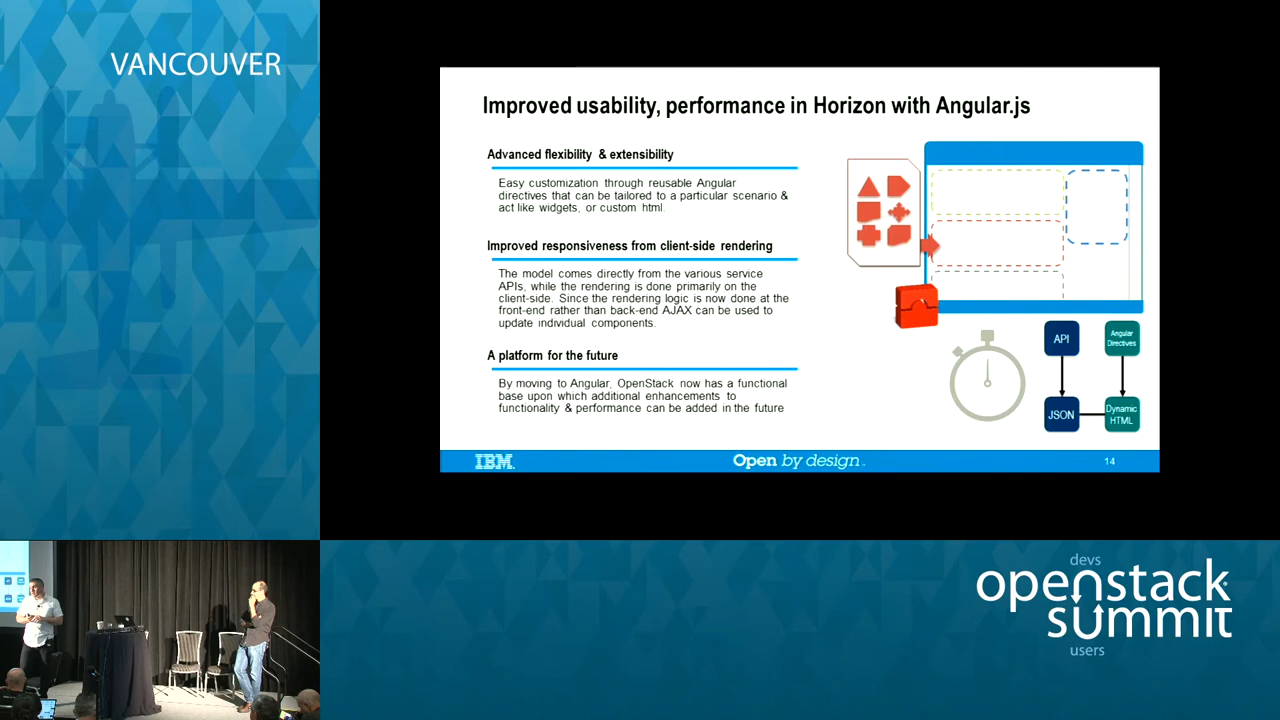 VANCOUVER
Improved usability, performance in Horizon with Angular.js
Advanced flexibility & extensibility
Easy customization through reusable Angular
directives that can be tailored to a particular scenario &
act like widgets, or custom html.
Improved responsiveness from client-side rendering
The model comes directly from the various service
APIs, while the rendering is done primarily on the
client-side. Since the rendering logic is now done at the
front-end rather than back-end AJAX can be used to
update individual components.
A platform for the future
By moving to Angular, OpenStack now has a functional
base upon which additional enhancements to
functionality & performance can be added in the future
API
Angular
Directives
JSON
Dynamic
HTML
IBM
Open by design
14
devs
openstack
summit
users